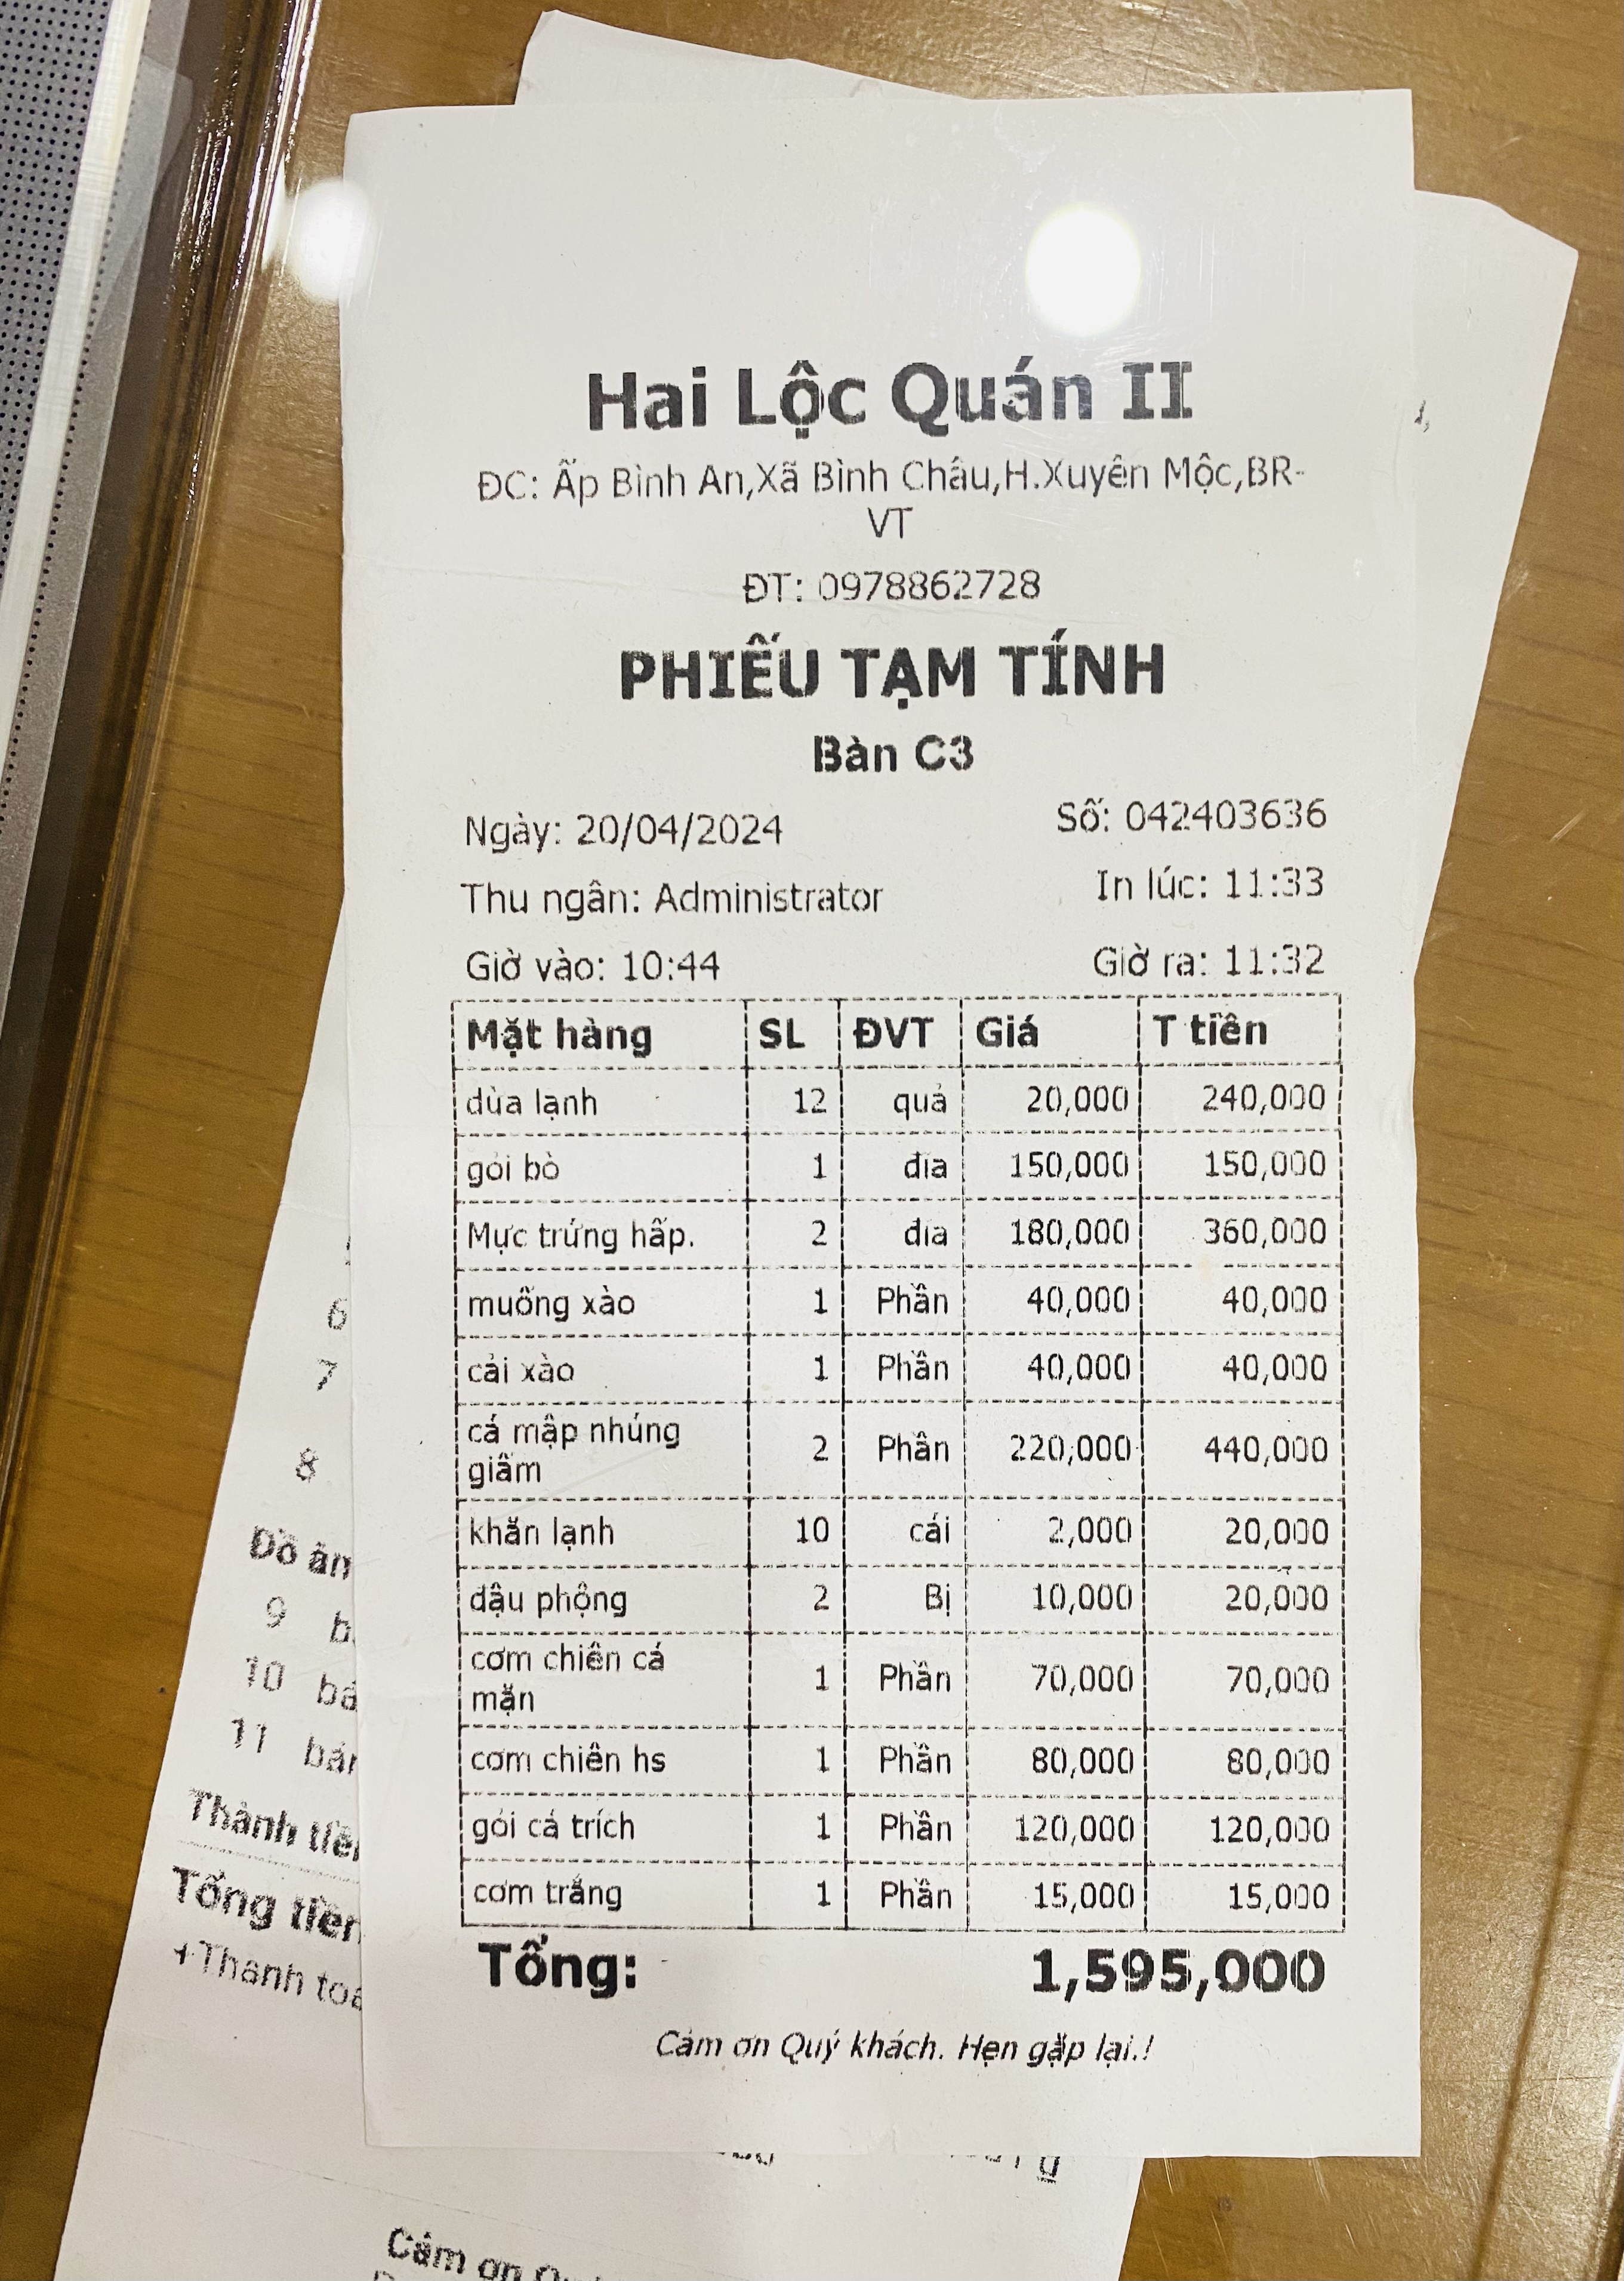 Hai Lộc Quán II
ĐC: Ấp Bình An,Xã Bình Châu,H.Xuyên Mộc,BR-
VT
ĐT: 0978862728
PHIẾU TẠM TÍNH
Bàn C3
Ngày: 20/04/2024 Số: 042403636
Thu ngân: Administrator In lúc: 11:33
Giờ vào: 10:44 Giờ ra: 11:32
Mặt hàng SL ĐVT Giá T tiền
dừa lạnh 12 quả 20,000 240,000
gỏi bò 1 dĩa 150,000 150,000
Mực trứng hấp. 2 dĩa 180,000 360,000
muống xào 1 Phần 40,000 40,000
cải xào 1 Phần 40,000 40,000
cá mập nhúng
giấm 2 Phần 220,000 440,000
khăn lạnh 10 cái 2,000 20,000
đậu phộng 2 Bị 10,000 20,000
cơm chiên cá
mặn 1 Phần 70,000 70,000
cơm chiên hs 1 Phần 80,000 80,000
gỏi cá trích 1 Phần 120,000 120,000
cơm trắng 1 Phần 15,000 15,000
Tổng: 1,595,000
Cảm ơn Quý khách. Hẹn gặp lại.!
6
7
8
Đồ ăn
9
10
11
Thành
Tổng
+Thanh
Cảm ơn